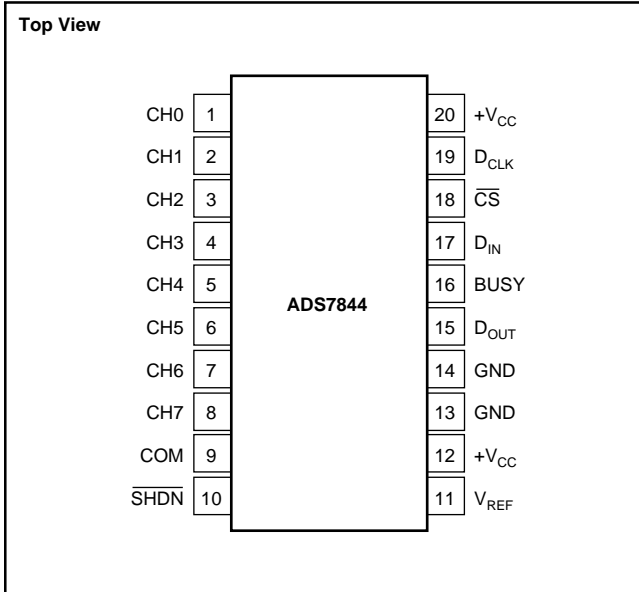 Top View
CH0 1 20 +VCC
CH1 2 19 DCLK
CH2 3 18 C̅S̅
CH3 4 17 DIN
CH4 5 16 BUSY
ADS7844
CH5 6 15 DOUT
CH6 7 14 GND
CH7 8 13 GND
COM 9 12 +VCC
S̅H̅D̅N̅ 10 11 VREF